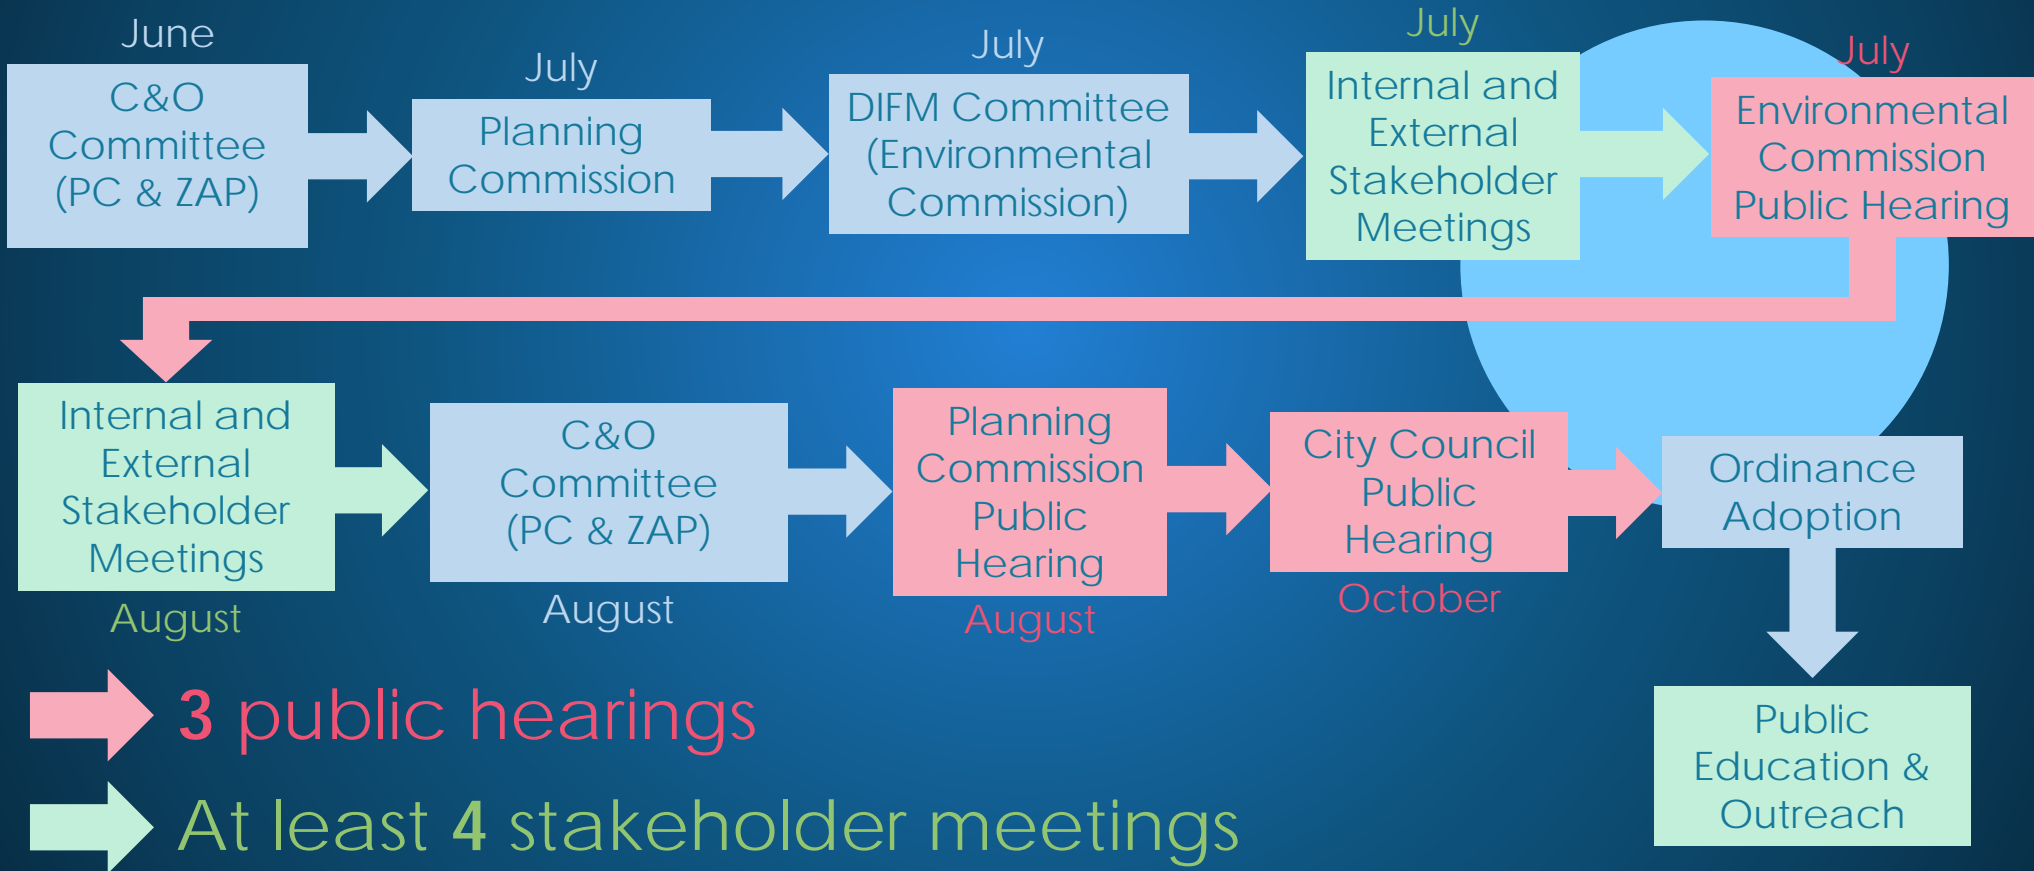 June
C&O
Committee
(PC & ZAP)
July
Planning
Commission
July
DIFM Committee
(Environmental
Commission)
July
Internal and
External
Stakeholder
Meetings
July
Environmental
Commission
Public Hearing
Internal and
External
Stakeholder
Meetings
August
C&O
Committee
(PC & ZAP)
August
Planning
Commission
Public
Hearing
August
City Council
Public
Hearing
October
Ordinance
Adoption
Public
Education &
Outreach
3 public hearings
At least 4 stakeholder meetings